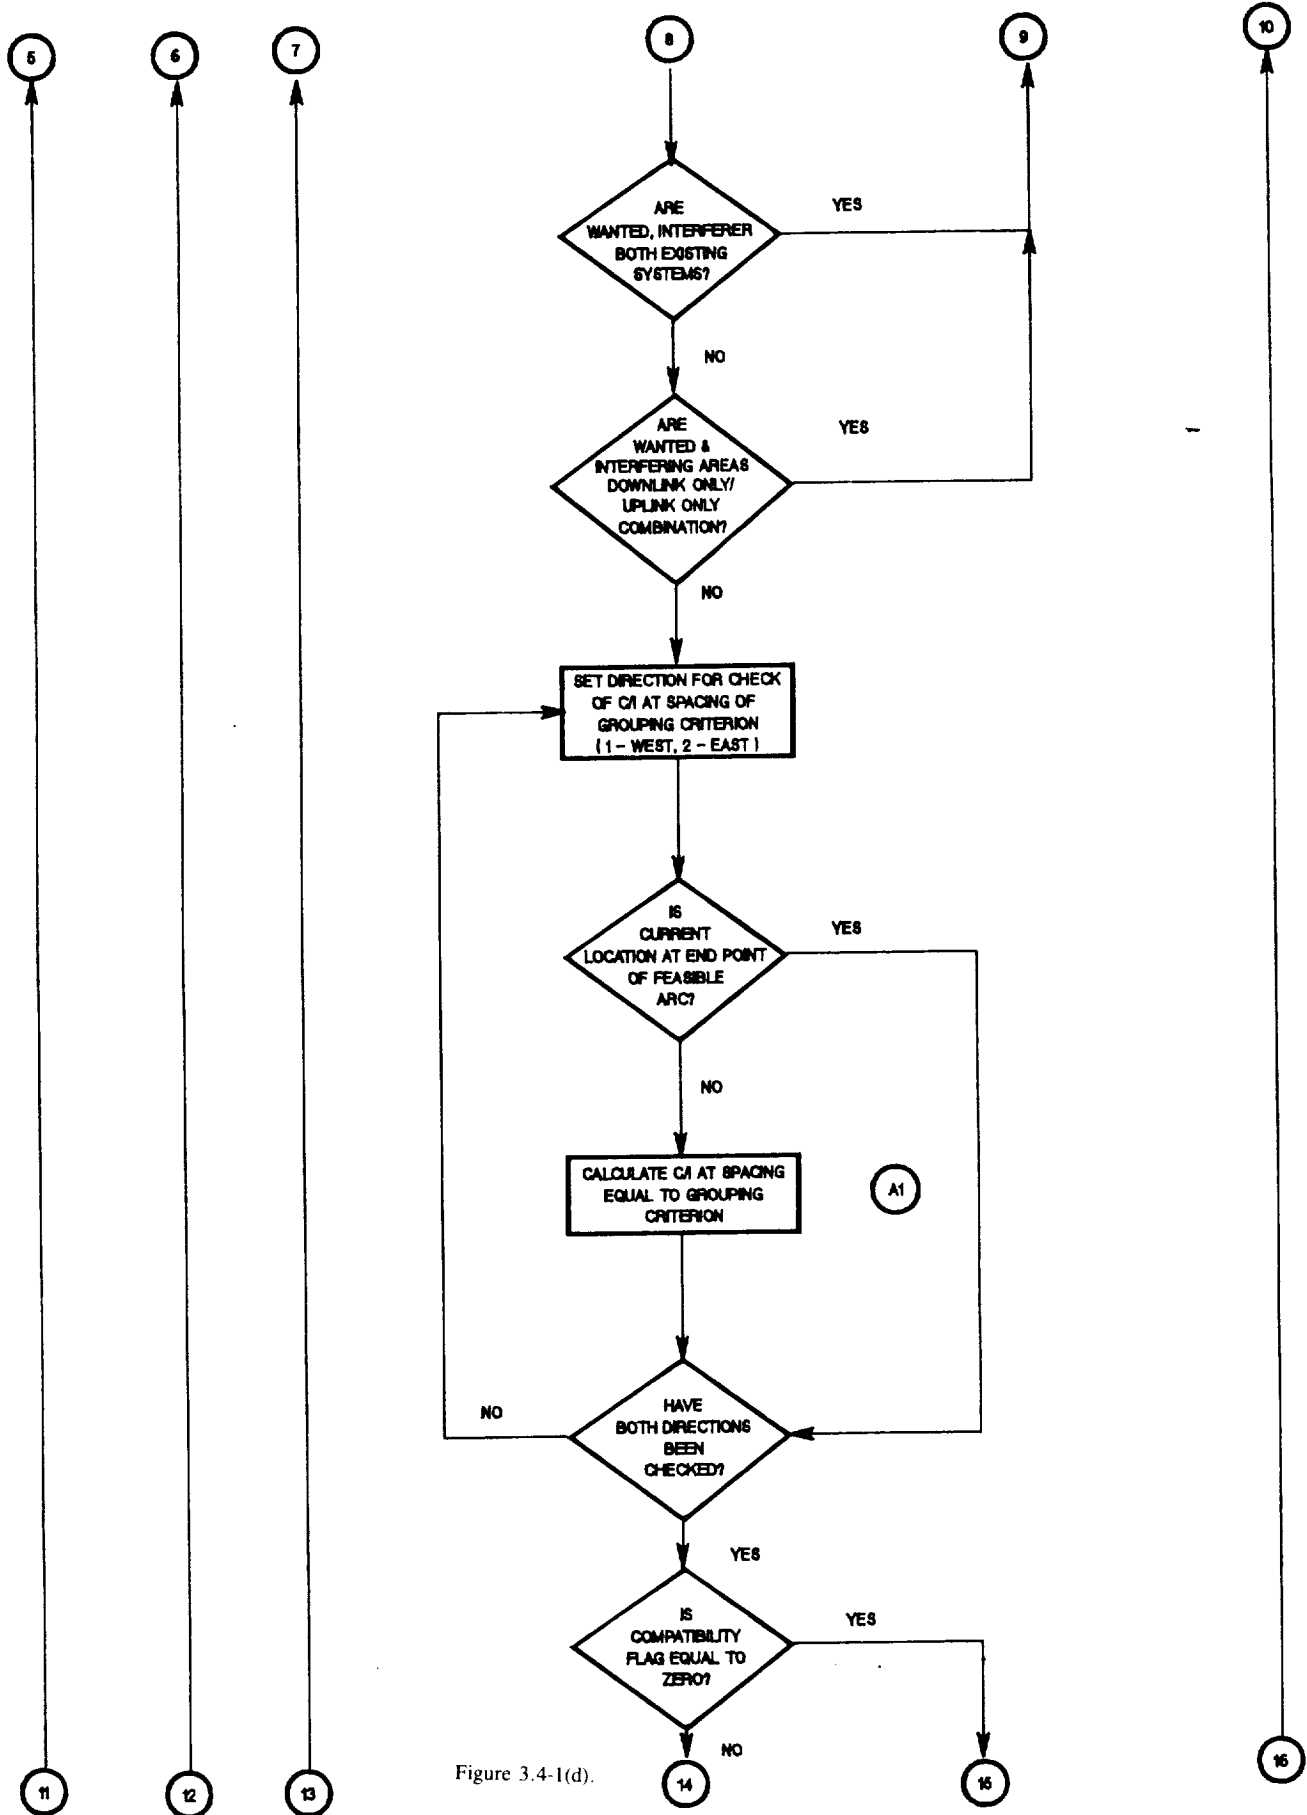 5
6
7
8
9
10
ARE
WANTED, INTERFERER
BOTH EXISTING
SYSTEMS?
YES
NO
ARE
WANTED &
INTERFERING AREAS
DOWNLINK ONLY/
UPLINK ONLY
COMBINATION?
YES
NO
SET DIRECTION FOR CHECK
OF C/I AT SPACING OF
GROUPING CRITERION
(1 - WEST, 2 - EAST)
IS
CURRENT
LOCATION AT END POINT
OF FEASIBLE
ARC?
YES
NO
CALCULATE C/I AT SPACING
EQUAL TO GROUPING
CRITERION
A1
HAVE
BOTH DIRECTIONS
BEEN
CHECKED?
NO
YES
IS
COMPATIBILITY
FLAG EQUAL TO
ZERO?
YES
NO
11
12
13
Figure 3.4-1(d).
14
15
16